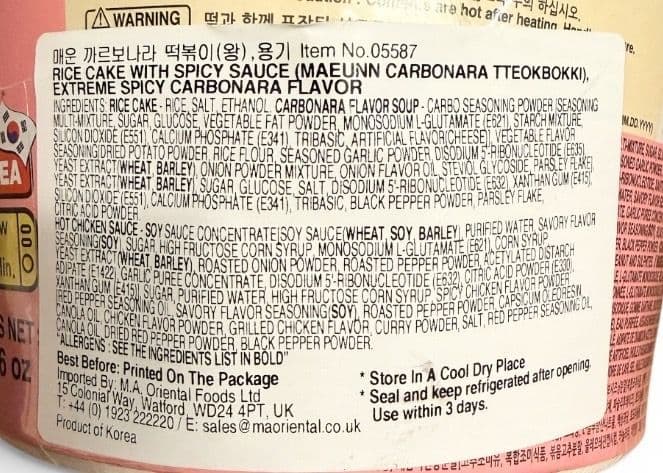 ⚠ WARNING 떡과 함께 하십시오.
are hot after heating.
매운 까르보나라 떡볶이(왕),용기 Item No.05587
RICE CAKE WITH SPICY SAUCE (MAEUNN CARBONARA TTEOKBOKKI),
EXTREME SPICY CARBONARA FLAVOR
INGREDIENTS: RICE CAKE - RICE, SALT, ETHANOL. CARBONARA FLAVOR SOUP - CARBO SEASONING POWDER (SEASONING
MULTI-MIXTURE, SUGAR, GLUCOSE, VEGETABLE FAT POWDER, MONOSODIUM L-GLUTAMATE (E621), STARCH MIXTURE,
SILICON DIOXIDE (E551), CALCIUM PHOSPHATE (E341), TRIBASIC, ARTIFICIAL FLAVOR(CHEESE), VEGETABLE FLAVOR
SEASONING(DRIED POTATO POWDER, RICE FLOUR, SEASONED GARLIC POWDER, DISODIUM 5'-RIBONUCLEOTIDE (E635),
YEAST EXTRACT(WHEAT, BARLEY), ONION POWDER MIXTURE, ONION FLAVOR OIL, STEVIOL GLYCOSIDE, PARSLEY FLAKE),
YEAST EXTRACT(WHEAT, BARLEY), SUGAR, GLUCOSE, SALT, DISODIUM 5'-RIBONUCLEOTIDE (E632), XANTHAN GUM (E415),
SILICON DIOXIDE (E551), CALCIUM PHOSPHATE (E341), TRIBASIC, BLACK PEPPER POWDER, PARSLEY FLAKE,
CITRIC ACID POWDER.
HOT CHICKEN SAUCE - SOY SAUCE CONCENTRATE(SOY SAUCE(WHEAT, SOY, BARLEY), PURIFIED WATER, SAVORY FLAVOR
SEASONING(SOY), SUGAR, HIGH FRUCTOSE CORN SYRUP, MONOSODIUM L-GLUTAMATE (E621), CORN SYRUP,
YEAST EXTRACT(WHEAT, BARLEY), ROASTED ONION POWDER, ROASTED PEPPER POWDER, ACETYLATED DISTARCH
ADIPATE (E1422), GARLIC PUREE CONCENTRATE, DISODIUM 5'-RIBONUCLEOTIDE (E632), CITRIC ACID POWDER (E330),
XANTHAN GUM (E415)), SUGAR, PURIFIED WATER, HIGH FRUCTOSE CORN SYRUP, SPICY CHICKEN FLAVOR POWDER,
RED PEPPER SEASONING OIL, SAVORY FLAVOR SEASONING(SOY), ROASTED PEPPER POWDER, CAPSICUM OLEORESIN,
CANOLA OIL, CHICKEN FLAVOR POWDER, GRILLED CHICKEN FLAVOR, CURRY POWDER, SALT, RED PEPPER SEASONING OIL,
CANOLA OIL, DRIED RED PEPPER POWDER, BLACK PEPPER POWDER.
"ALLERGENS : SEE THE INGREDIENTS LIST IN BOLD"
Best Before: Printed On The Package
Imported By: M.A. Oriental Foods Ltd
15 Colonial Way, Watford, WD24 4PT, UK
T: +44 (0) 1923 222220 / E: sales@maoriental.co.uk
Product of Korea
* Store In A Cool Dry Place
* Seal and keep refrigerated after opening.
Use within 3 days.